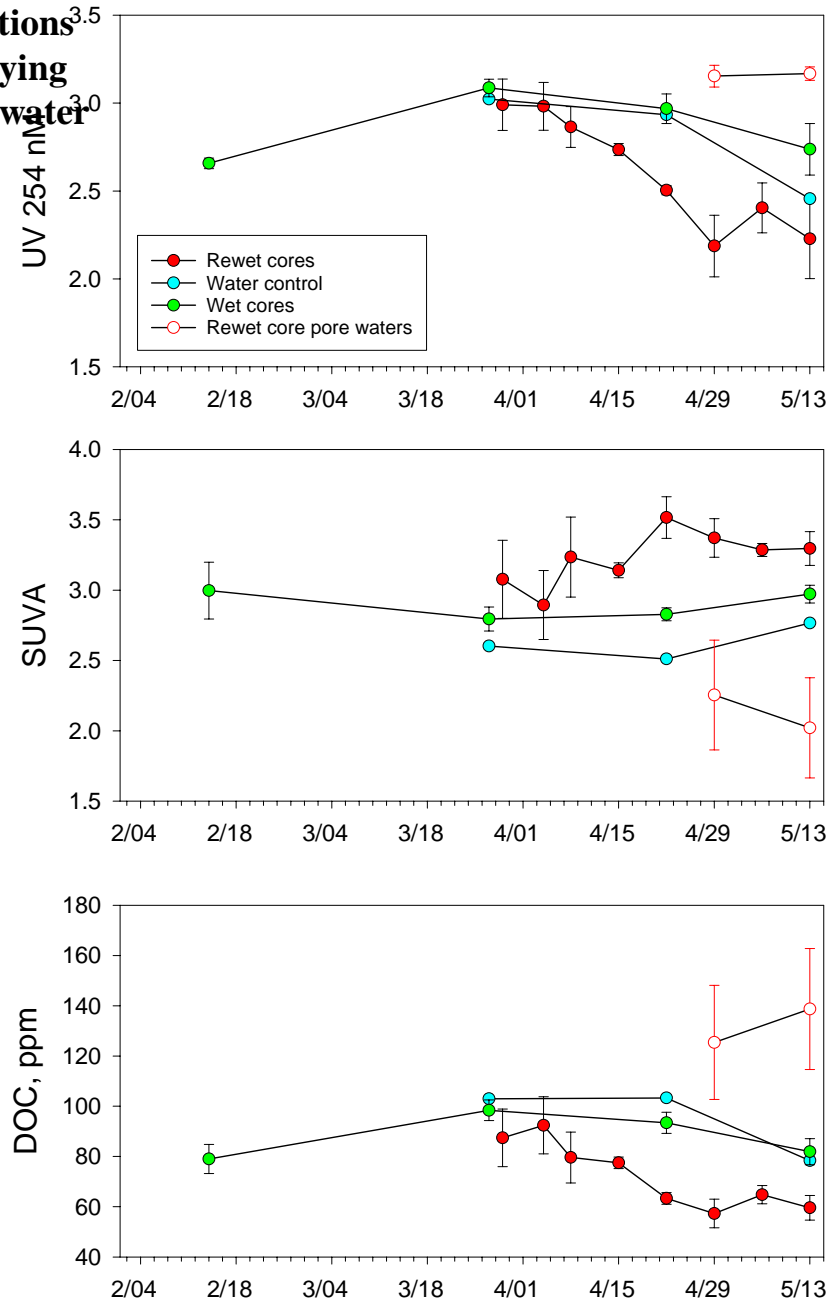 tions
ying
water
3.5
3.0
2.5
2.0
1.5
UV 254 nM
Rewet cores
Water control
Wet cores
Rewet core pore waters
2/04 2/18 3/04 3/18 4/01 4/15 4/29 5/13
4.0
3.5
3.0
2.5
2.0
1.5
SUVA
2/04 2/18 3/04 3/18 4/01 4/15 4/29 5/13
180
160
140
120
100
80
60
40
DOC, ppm
2/04 2/18 3/04 3/18 4/01 4/15 4/29 5/13